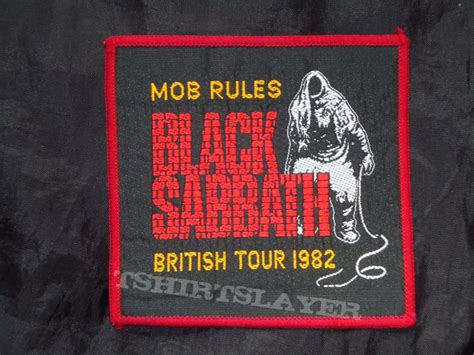 MOB RULES
BLACK
SABBATH
BRITISH TOUR 1982
TSHIRTSLAYER